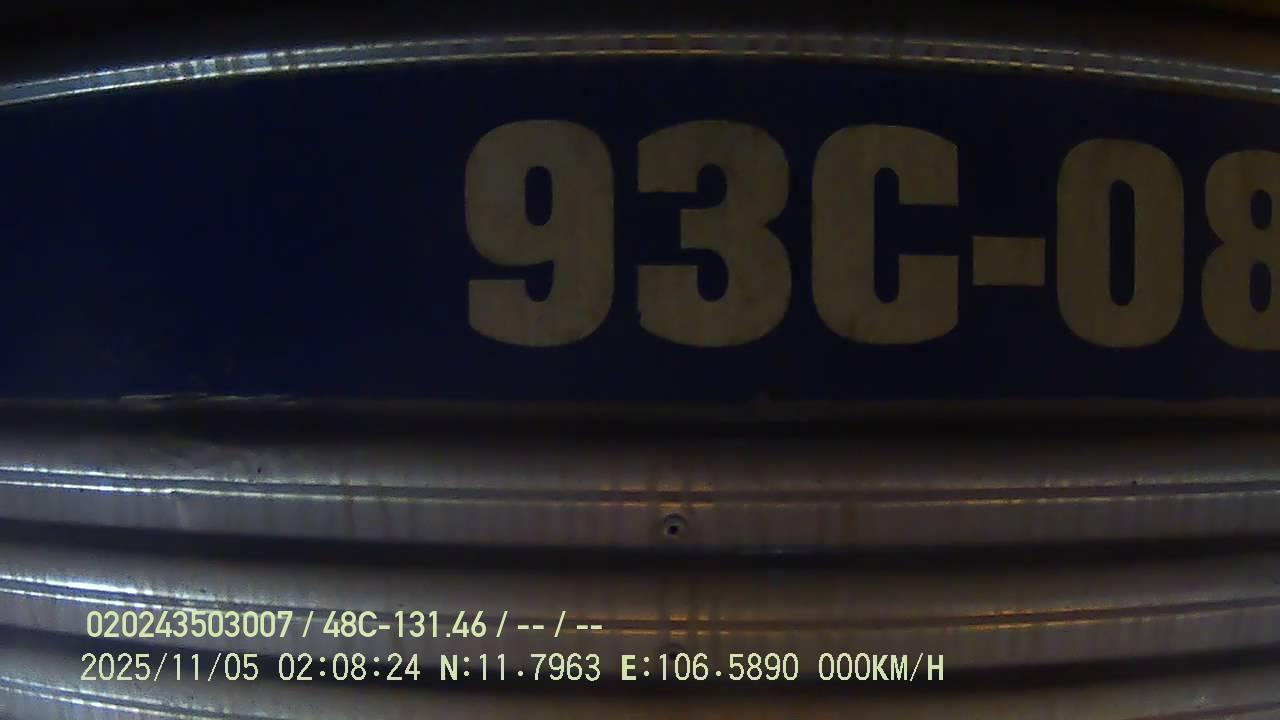 93C-08
020243503007 / 48C-131.46 / -- / --
2025/11/05 02:08:24 N:11.7963 E:106.5890 000KM/H